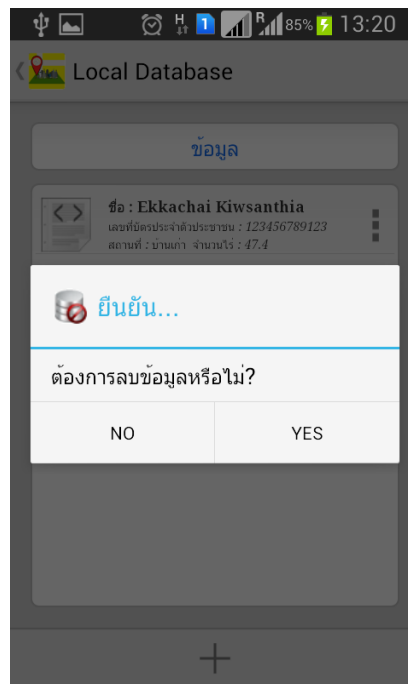 H R 85% 13:20
1
Local Database
ข้อมูล
ชื่อ : Ekkachai Kiwsanthia
เลขที่บัตรประจำตัวประชาชน : 123456789123
สถานที่ : บ้านเก่า จำนวนไร่ : 47.4
ยืนยัน...
ต้องการลบข้อมูลหรือไม่?
NO YES